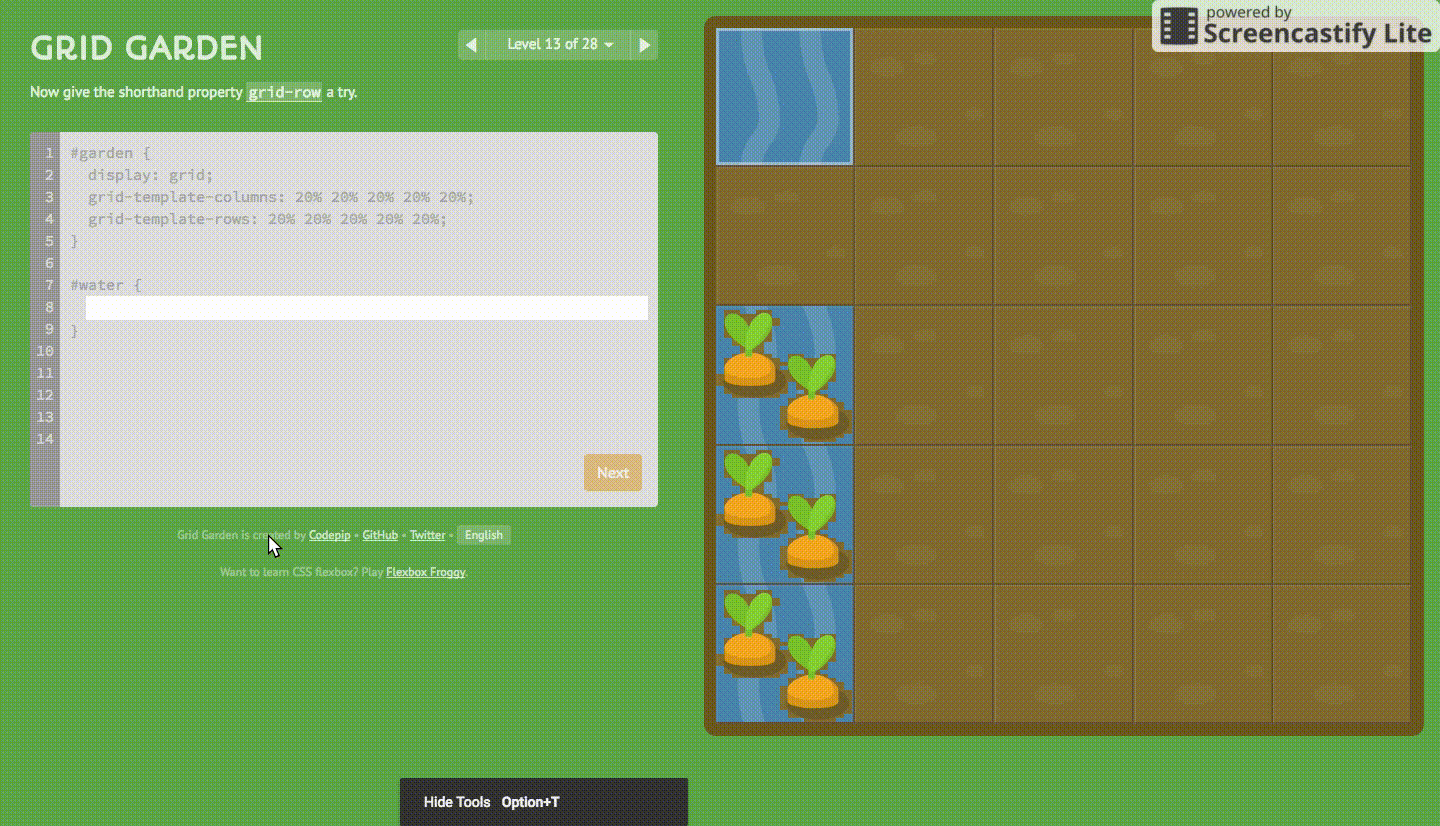 GRID GARDEN
Level 13 of 28
powered by
Screencastify Lite
Now give the shorthand property grid-row a try.
1 #garden {
2 display: grid;
3 grid-template-columns: 20% 20% 20% 20% 20%;
4 grid-template-rows: 20% 20% 20% 20% 20%;
5 }
6
7 #water {
8
9 }
10
11
12
13
14
Next
Grid Garden is created by Codepip • GitHub • Twitter • English
Want to learn CSS flexbox? Play Flexbox Froggy.
Hide Tools Option+T